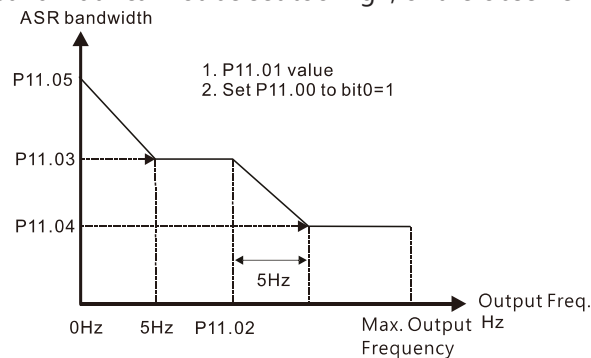 ASR bandwidth
P11.05
1. P11.01 value
2. Set P11.00 to bit0=1
P11.03
P11.04
5Hz
Output Freq.
Hz
0Hz 5Hz P11.02 Max. Output
Frequency